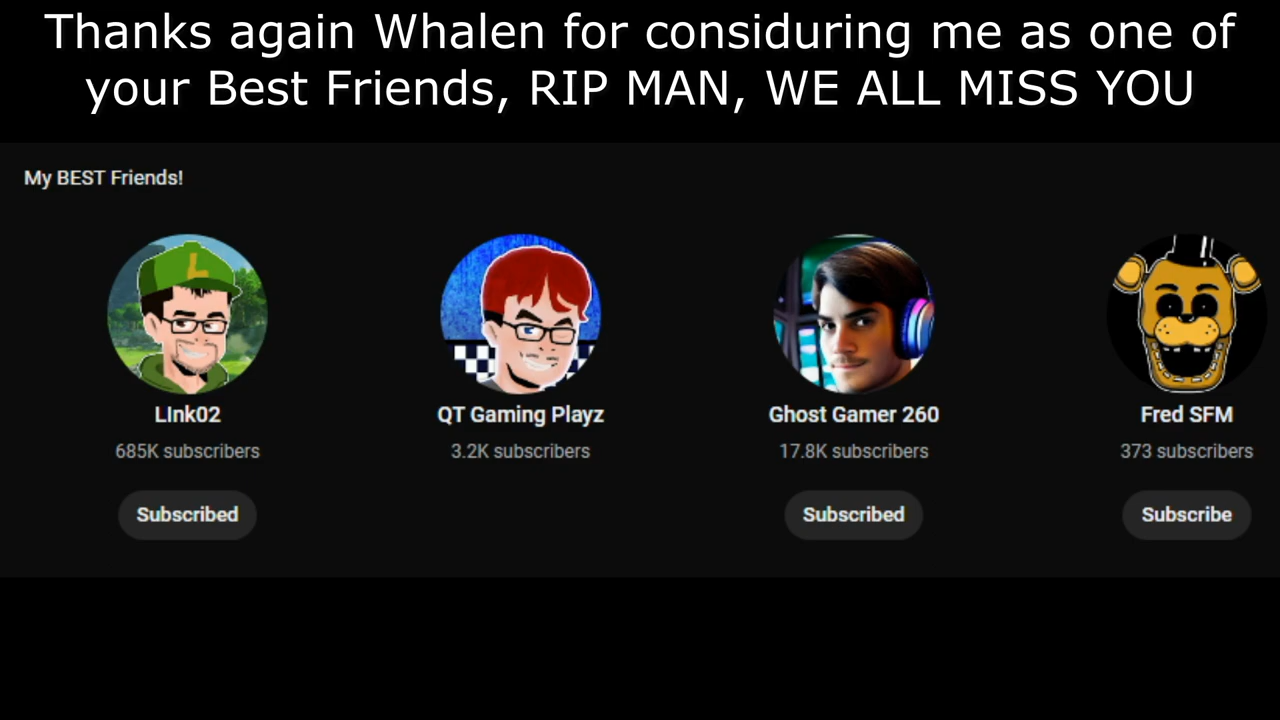 Thanks again Whalen for considuring me as one of
your Best Friends, RIP MAN, WE ALL MISS YOU
My BEST Friends!
L
LInk02
QT Gaming Playz
Ghost Gamer 260
Fred SFM
685K subscribers
3.2K subscribers
17.8K subscribers
373 subscribers
Subscribed
Subscribed
Subscribe